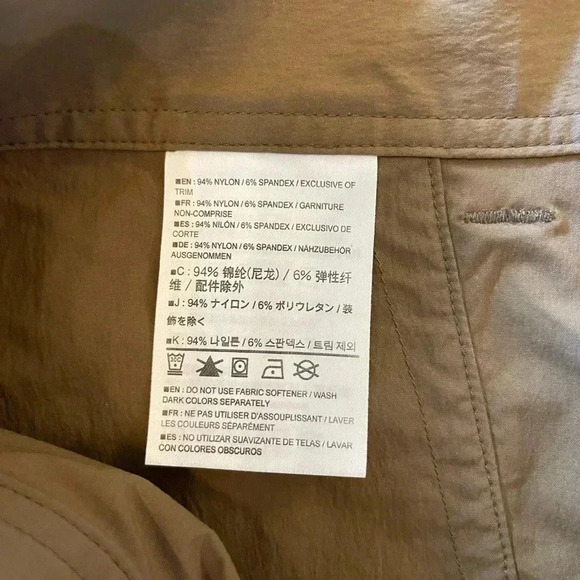 ■EN : 94% NYLON / 6% SPANDEX / EXCLUSIVE OF
TRIM
■FR : 94% NYLON / 6% SPANDEX / GARNITURE
NON-COMPRISE
■ES : 94% NILÓN / 6% SPANDEX / EXCLUSIVO DE
CORTE
■DE : 94% NYLON / 6% SPANDEX / NÄHZUBEHÖR
AUSGENOMMEN
■C : 94% 锦纶(尼龙) / 6% 弹性纤
维 / 配件除外
■J : 94% ナイロン / 6% ポリウレタン / 装
飾を除く
■K : 94% 나일론 / 6% 스판덱스 / 트림 제외
30C
■EN : DO NOT USE FABRIC SOFTENER / WASH
DARK COLORS SEPARATELY
■FR : NE PAS UTILISER D'ASSOUPLISSANT / LAVER
LES COULEURS SÉPARÉMENT
■ES : NO UTILIZAR SUAVIZANTE DE TELAS / LAVAR
CON COLORES OBSCUROS